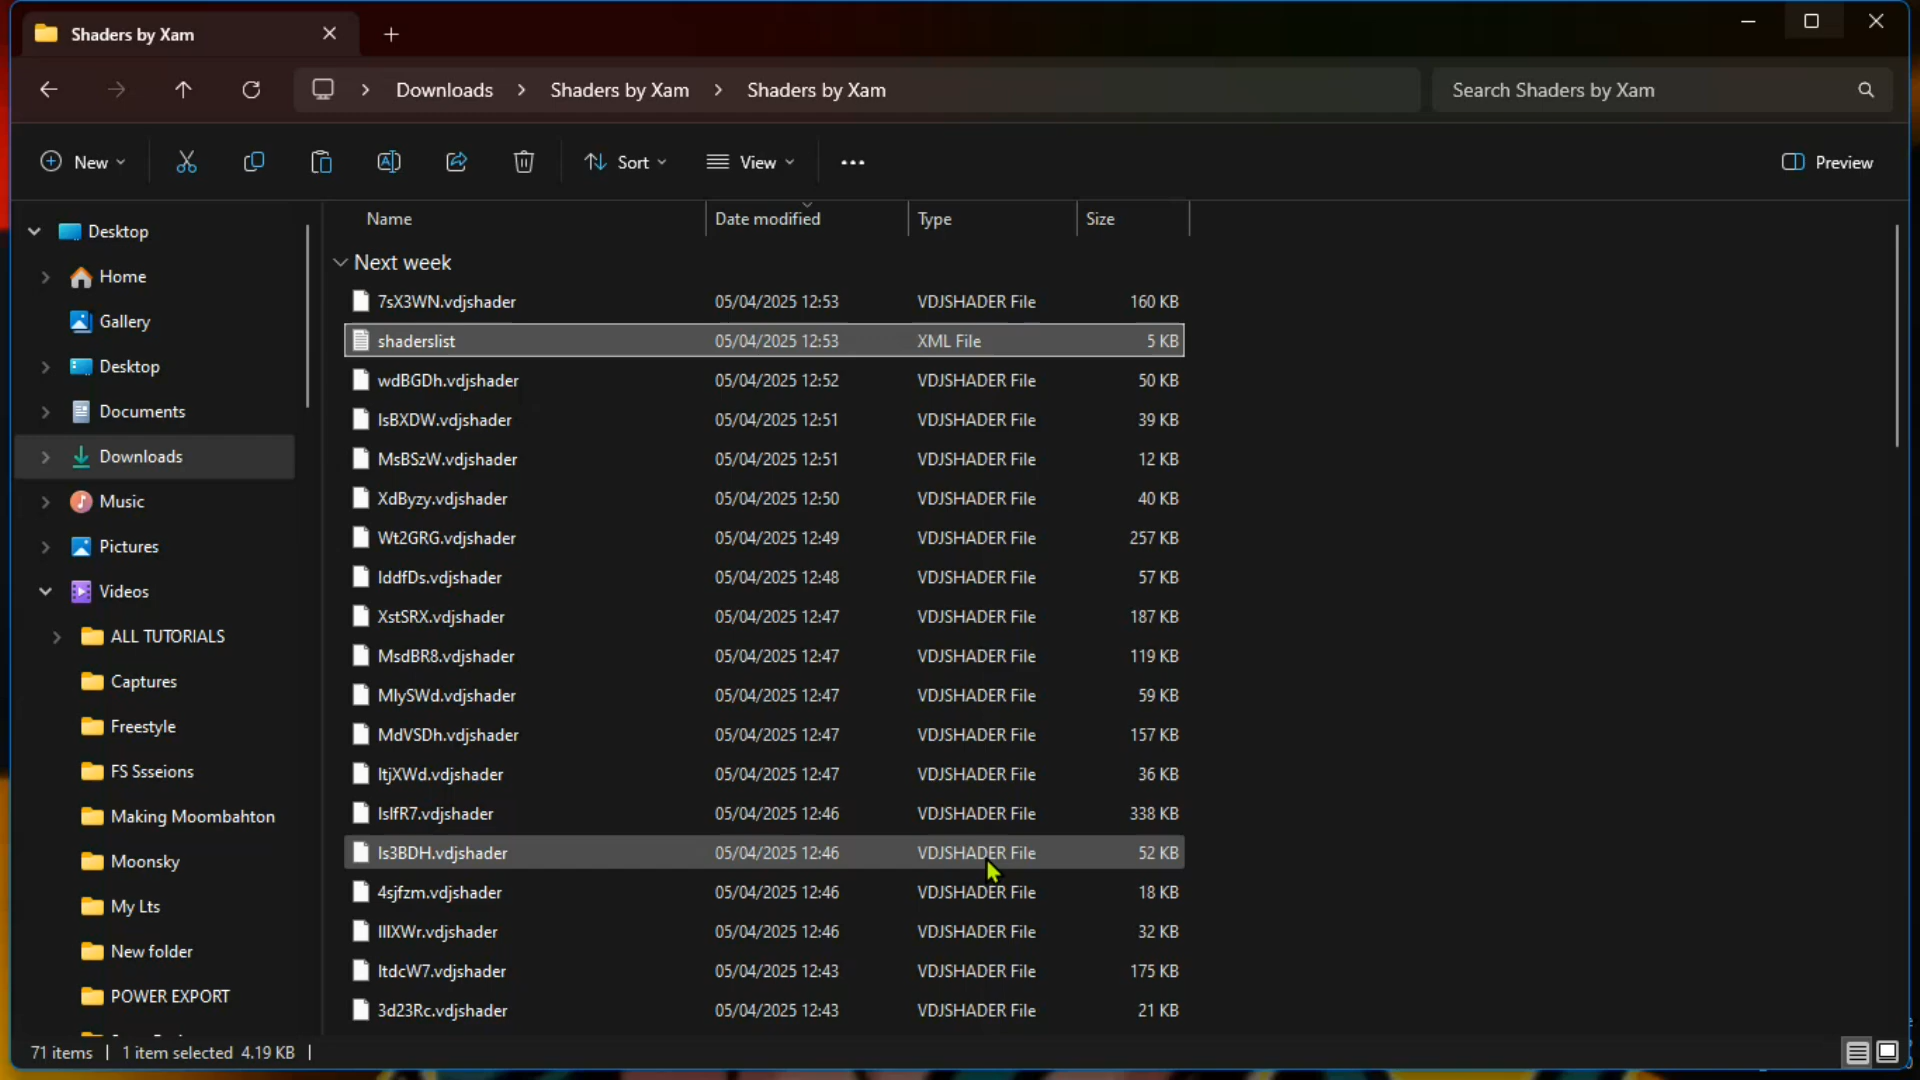 Shaders by Xam
Downloads > Shaders by Xam > Shaders by Xam
Search Shaders by Xam
New
Sort
View
Preview
Desktop
Home
Gallery
Desktop
Documents
Downloads
Music
Pictures
Videos
ALL TUTORIALS
Captures
Freestyle
FS Ssseions
Making Moombahton
Moonsky
My Lts
New folder
POWER EXPORT
Name Date modified Type Size
Next week
7sX3WN.vdjshader 05/04/2025 12:53 VDJSHADER File 160 KB
shaderslist 05/04/2025 12:53 XML File 5 KB
wdBGDh.vdjshader 05/04/2025 12:52 VDJSHADER File 50 KB
lsBXDW.vdjshader 05/04/2025 12:51 VDJSHADER File 39 KB
MsBSzW.vdjshader 05/04/2025 12:51 VDJSHADER File 12 KB
XdByzy.vdjshader 05/04/2025 12:50 VDJSHADER File 40 KB
Wt2GRG.vdjshader 05/04/2025 12:49 VDJSHADER File 257 KB
lddfDs.vdjshader 05/04/2025 12:48 VDJSHADER File 57 KB
XstSRX.vdjshader 05/04/2025 12:47 VDJSHADER File 187 KB
MsdBR8.vdjshader 05/04/2025 12:47 VDJSHADER File 119 KB
MlySWd.vdjshader 05/04/2025 12:47 VDJSHADER File 59 KB
MdVSDh.vdjshader 05/04/2025 12:47 VDJSHADER File 157 KB
ltjXWd.vdjshader 05/04/2025 12:47 VDJSHADER File 36 KB
lslfR7.vdjshader 05/04/2025 12:46 VDJSHADER File 338 KB
ls3BDH.vdjshader 05/04/2025 12:46 VDJSHADER File 52 KB
4sjfzm.vdjshader 05/04/2025 12:46 VDJSHADER File 18 KB
lllXWr.vdjshader 05/04/2025 12:46 VDJSHADER File 32 KB
ltdcW7.vdjshader 05/04/2025 12:43 VDJSHADER File 175 KB
3d23Rc.vdjshader 05/04/2025 12:43 VDJSHADER File 21 KB
71 items | 1 item selected 4.19 KB |